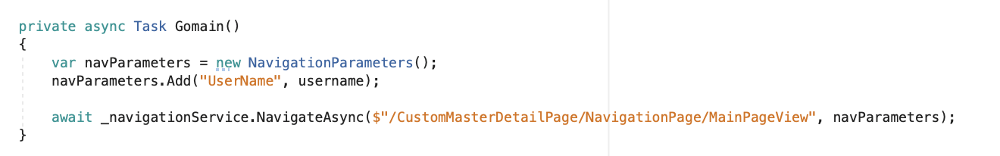 private async Task Gomain()
{
    var navParameters = new NavigationParameters();
    navParameters.Add("UserName", username);

    await _navigationService.NavigateAsync($"/CustomMasterDetailPage/NavigationPage/MainPageView", navParameters);
}